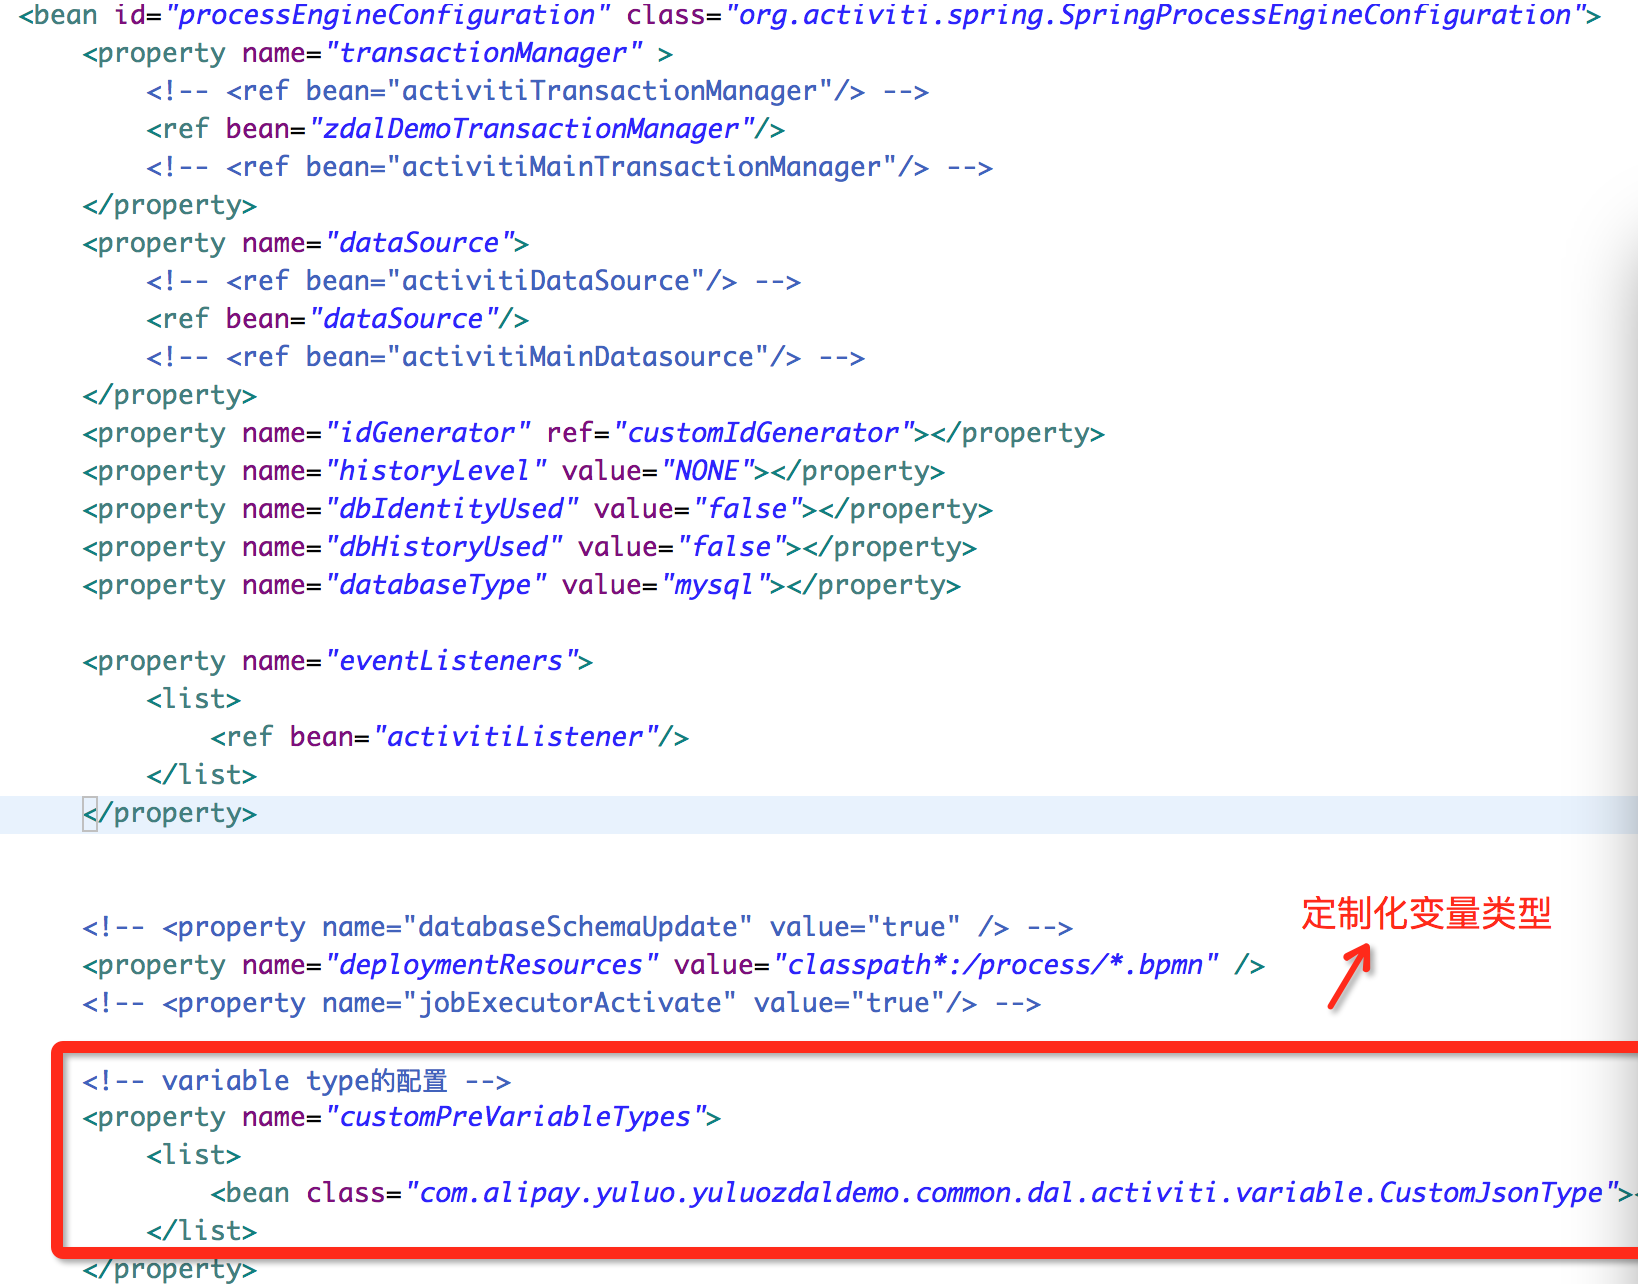 <bean id="processEngineConfiguration" class="org.activiti.spring.SpringProcessEngineConfiguration">
    <property name="transactionManager" >
        <!-- <ref bean="activitiTransactionManager"/> -->
        <ref bean="zdalDemoTransactionManager"/>
        <!-- <ref bean="activitiMainTransactionManager"/> -->
    </property>
    <property name="dataSource">
        <!-- <ref bean="activitiDataSource"/> -->
        <ref bean="dataSource"/>
        <!-- <ref bean="activitiMainDatasource"/> -->
    </property>
    <property name="idGenerator" ref="customIdGenerator"></property>
    <property name="historyLevel" value="NONE"></property>
    <property name="dbIdentityUsed" value="false"></property>
    <property name="dbHistoryUsed" value="false"></property>
    <property name="databaseType" value="mysql"></property>
    <property name="eventListeners">
        <list>
            <ref bean="activitiListener"/>
        </list>
    </property>
定制化变量类型
    <!-- <property name="databaseSchemaUpdate" value="true" /> -->
    <property name="deploymentResources" value="classpath*:/process/*.bpmn" />
    <!-- <property name="jobExecutorActivate" value="true"/> -->
    <!-- variable type的配置 -->
    <property name="customPreVariableTypes">
        <list>
            <bean class="com.alipay.yuluo.yuluozdaldemo.common.dal.activiti.variable.CustomJsonType"><
        </list>
    </property>